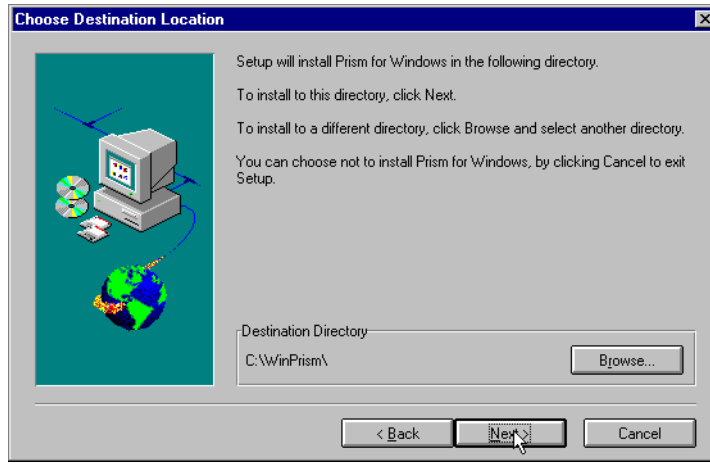 Choose Destination Location
Setup will install Prism for Windows in the following directory.
To install to this directory, click Next.
To install to a different directory, click Browse and select another directory.
You can choose not to install Prism for Windows, by clicking Cancel to exit
Setup.
Destination Directory
C:\WinPrism\
Browse...
< Back
Next >
Cancel